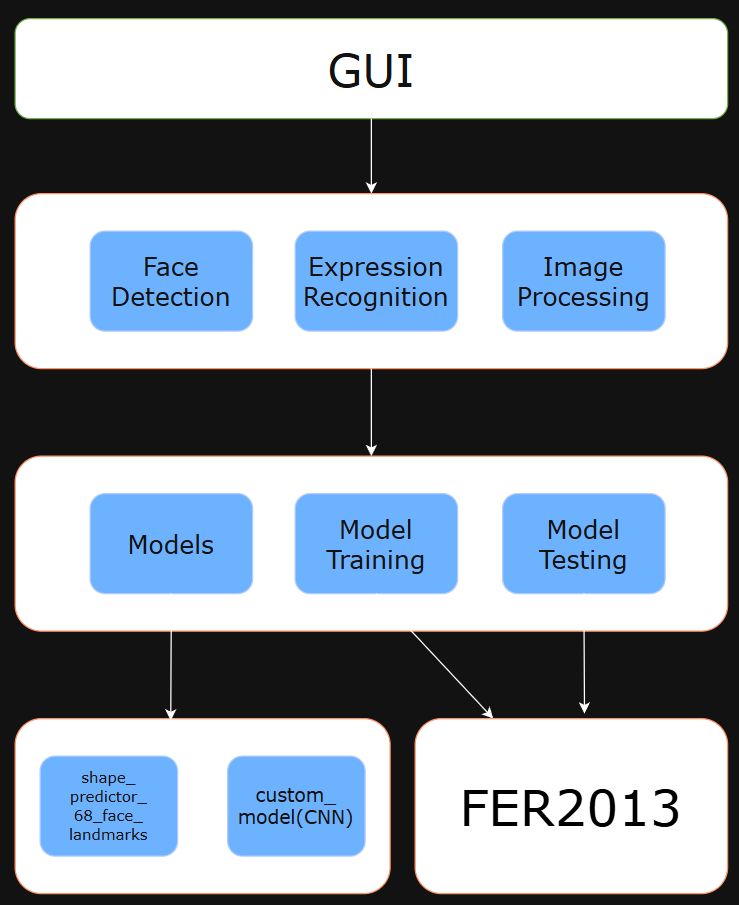 GUI
Face
Detection
Expression
Recognition
Image
Processing
Models
Model
Training
Model
Testing
shape_
predictor_
68_face_
landmarks
custom_
model(CNN)
FER2013